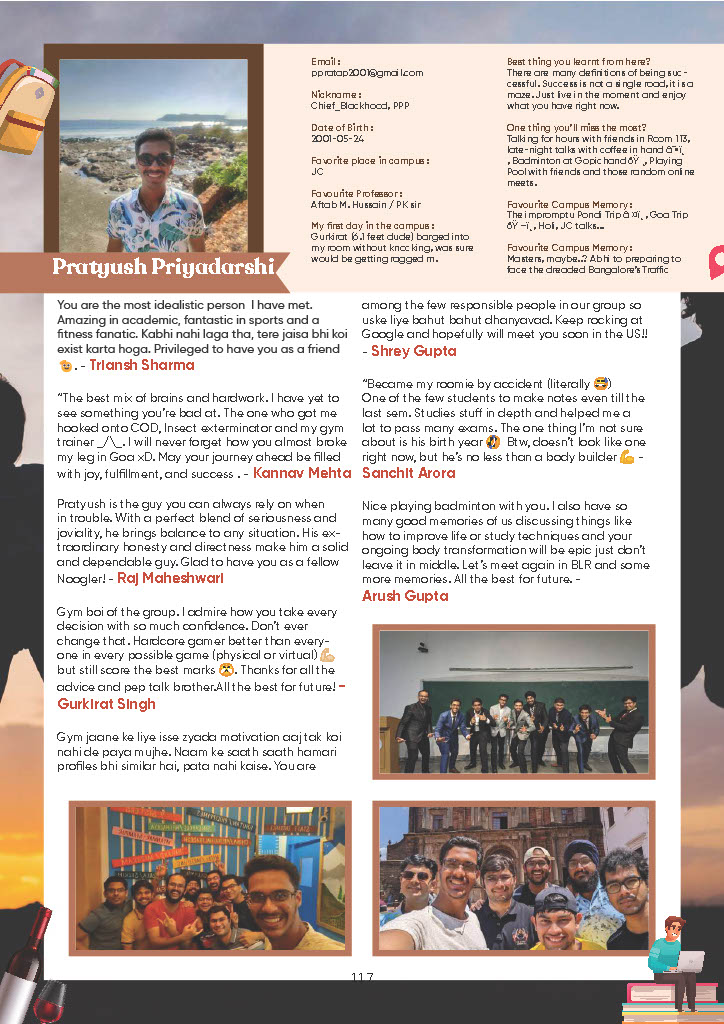 Pratyush Priyadarshi
Email:
ppratap2001@gmail.com
Nickname:
Chief_Blackhood, PPP
Date of Birth:
2001-05-24
Favorite place in campus:
JC
Favourite Professor:
Aftab M. Hussain / PK sir
My first day in the campus:
Gurkirat (6.1 feet dude) barged into
my room without knocking, was sure
would be getting ragged rn.
Best thing you learnt from here?
There are many definitions of being suc-
cessful. Success is not a single road, it is a
maze. Just live in the moment and enjoy
what you have right now.
One thing you'll miss the most?
Talking for hours with friends in Room 113,
late-night talks with coffee in hand
, Badminton at Gopichand , Playing
Pool with friends and those random online
meets.
Favourite Campus Memory:
The impromptu Pondi Trip , Goa Trip
, Holi, JC talks...
Favourite Campus Memory:
Masters, maybe..? Abhi to preparing to
face the dreaded Bangalore's Traffic
You are the most idealistic person I have met.
Amazing in academic, fantastic in sports and a
fitness fanatic. Kabhi nahi laga tha, tere jaisa bhi koi
exist karta hoga. Privileged to have you as a friend
. - Triansh Sharma
"The best mix of brains and hardwork. I have yet to
see something you're bad at. The one who got me
hooked onto COD, Insect exterminator and my gym
trainer _/\_. I will never forget how you almost broke
my leg in Goa xD. May your journey ahead be filled
with joy, fulfillment, and success . - Kannav Mehta
Pratyush is the guy you can always rely on when
in trouble. With a perfect blend of seriousness and
joviality, he brings balance to any situation. His ex-
traordinary honesty and directness make him a solid
and dependable guy. Glad to have you as a fellow
Noogler! - Raj Maheshwari
Gym boi of the group. I admire how you take every
decision with so much confidence. Don't ever
change that. Hardcore gamer better than every-
one in every possible game (physical or virtual) 💪🏻
but still score the best marks 😤. Thanks for all the
advice and pep talk brother.All the best for future! -
Gurkirat Singh
Gym jaane ke liye isse zyada motivation aaj tak koi
nahi de paya mujhe. Naam ke saath saath hamari
profiles bhi similar hai, pata nahi kaise. You are
among the few responsible people in our group so
uske liye bahut bahut dhanyavad. Keep rocking at
Google and hopefully will meet you soon in the US!!
- Shrey Gupta
"Became my roomie by accident (literally 😅)
One of the few students to make notes even till the
last sem. Studies stuff in depth and helped me a
lot to pass many exams. The one thing I'm not sure
about is his birth year Btw, doesn't look like one
right now, but he's no less than a body builder 💪 -
Sanchit Arora
Nice playing badminton with you. I also have so
many good memories of us discussing things like
how to improve life or study techniques and your
ongoing body transformation will be epic just don't
leave it in middle. Let's meet again in BLR and some
more memories. All the best for future. -
Arush Gupta
117